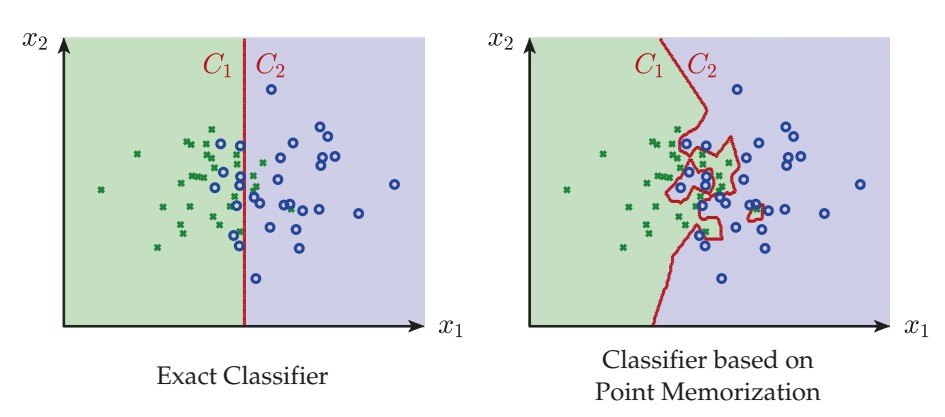 x₂
C₁ C₂
x₁
Exact Classifier
x₂
C₁ C₂
x₁
Classifier based on
Point Memorization